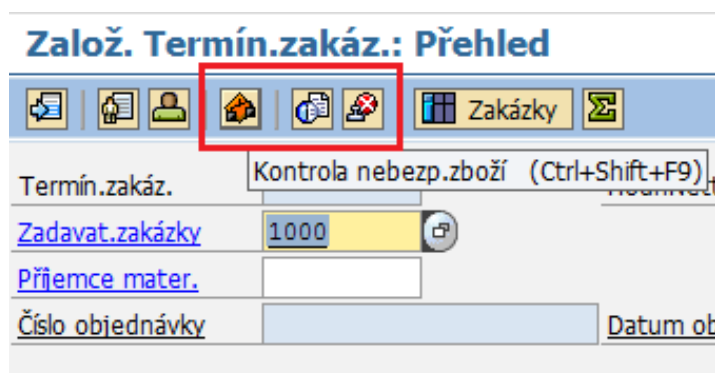 Založ. Termín.zakáz.: Přehled
Zakázky
Kontrola nebezp.zboží (Ctrl+Shift+F9)
Termín.zakáz.
Zadavat.zakázky 1000
Příjemce mater.
Číslo objednávky Datum ob